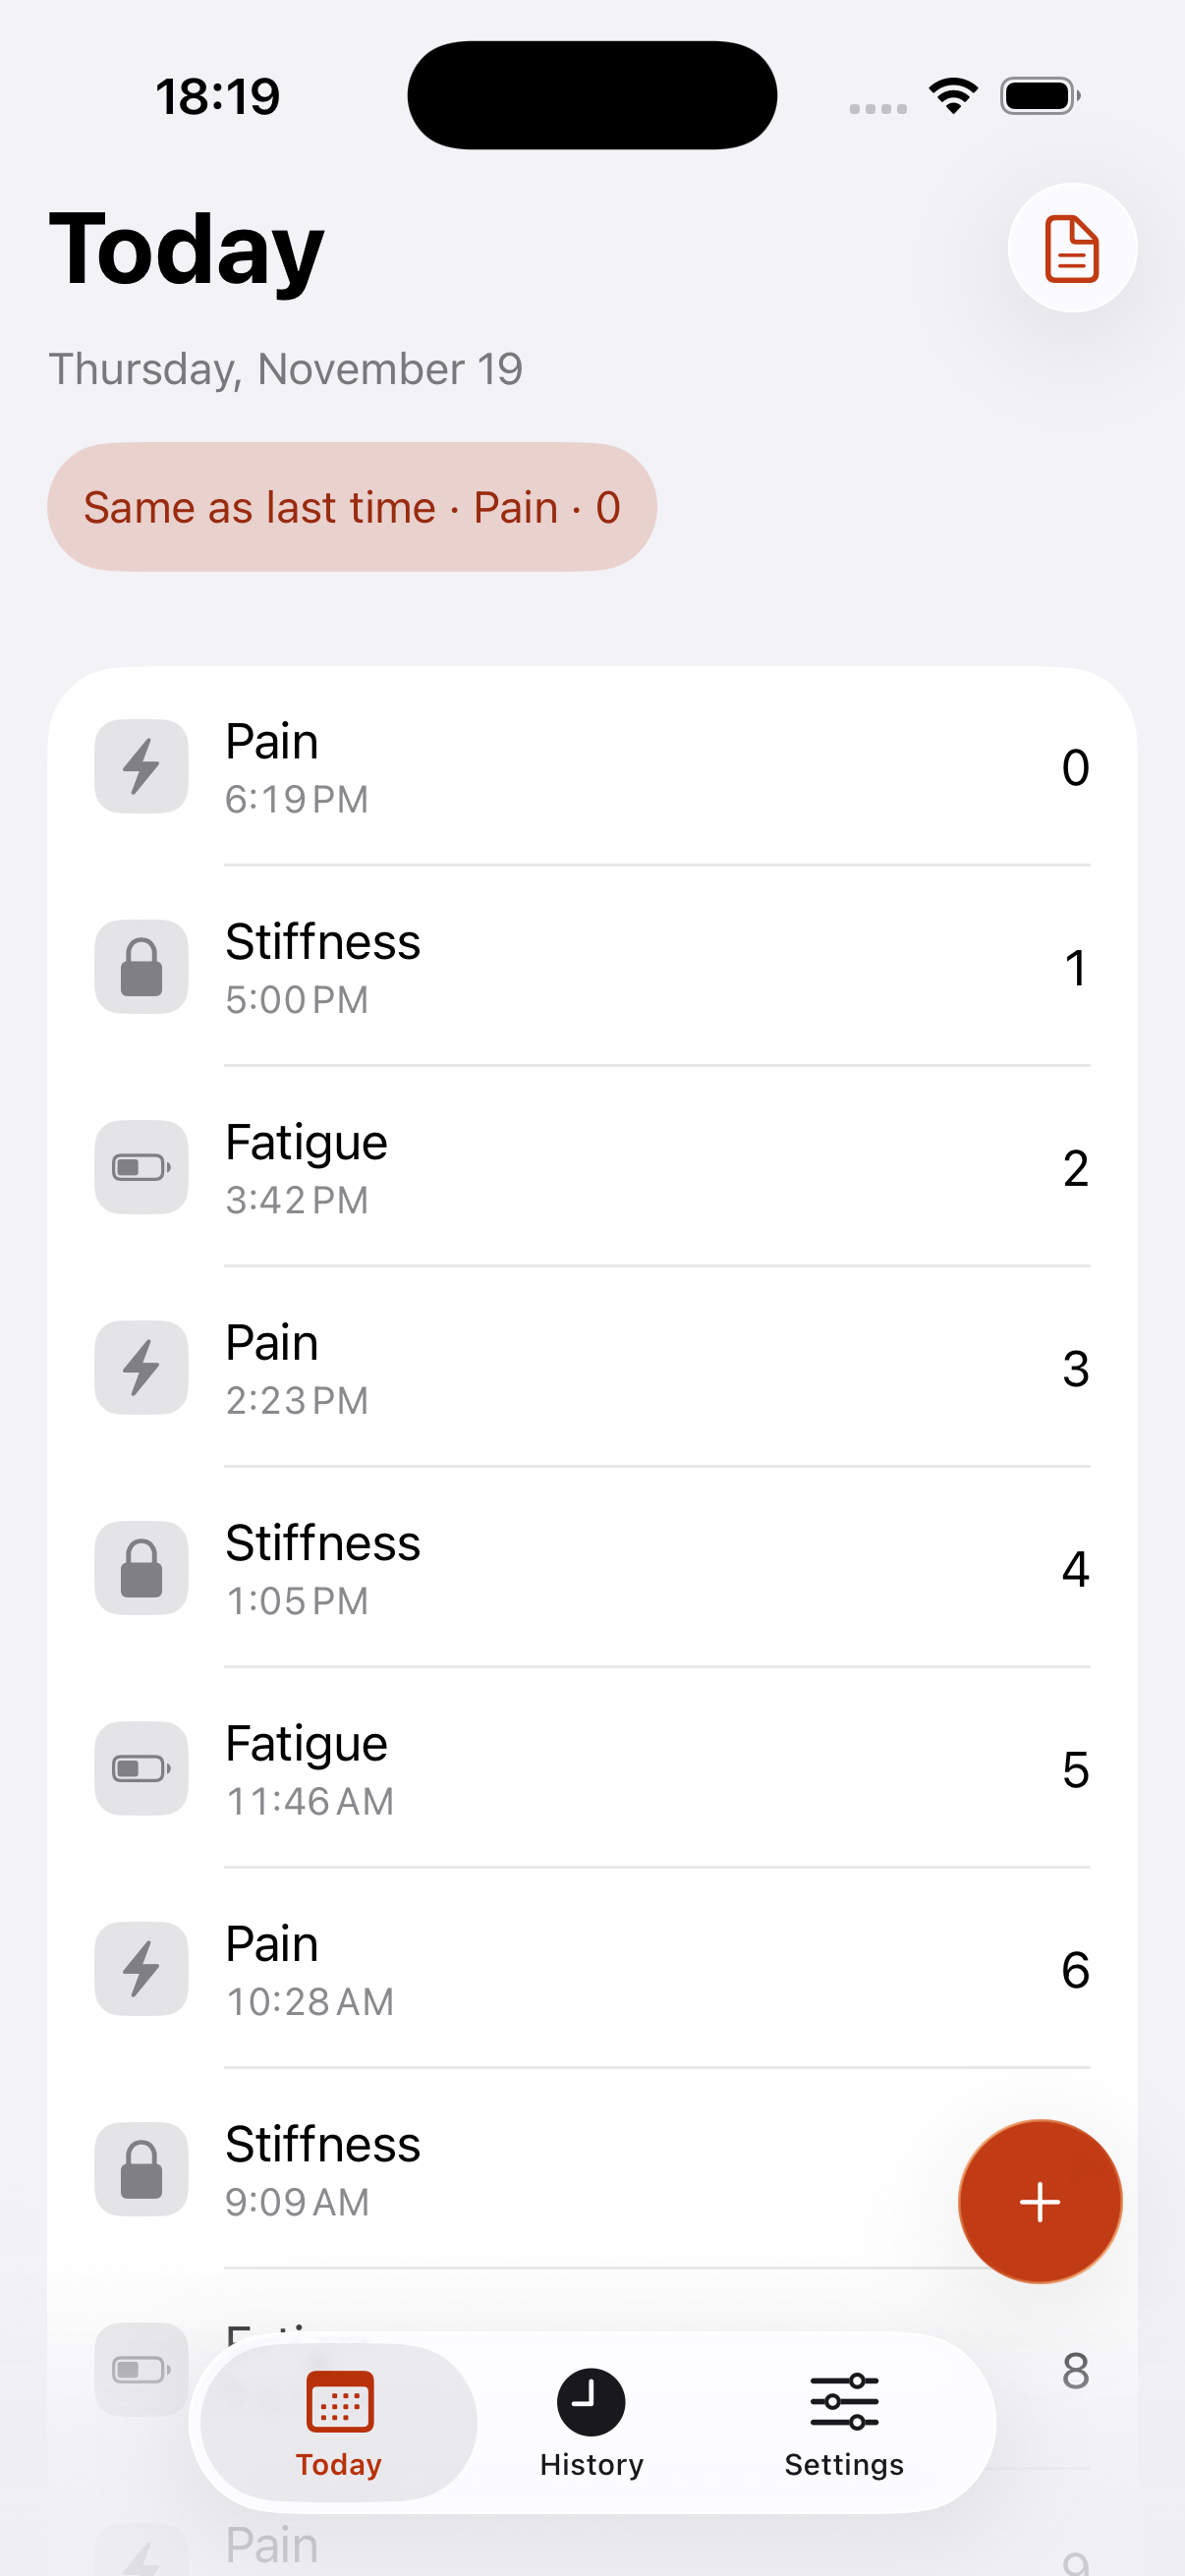 18:19
Today
Thursday, November 19
Same as last time · Pain · 0
Pain
6:19 PM
0
Stiffness
5:00 PM
1
Fatigue
3:42 PM
2
Pain
2:23 PM
3
Stiffness
1:05 PM
4
Fatigue
11:46 AM
5
Pain
10:28 AM
6
Stiffness
9:09 AM
8
Today
History
Settings
Pain
9